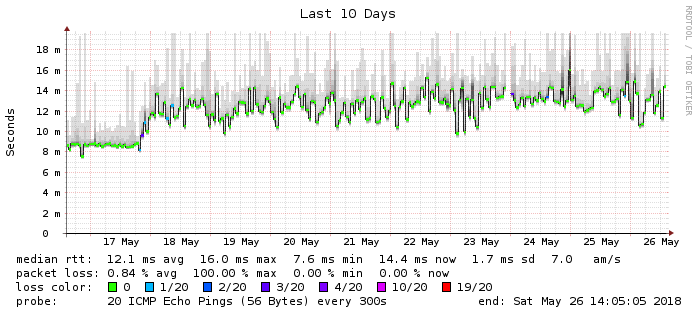 Last 10 Days
RRDTOOL / TOBI OETIKER
Seconds
18 m
16 m
14 m
12 m
10 m
8 m
6 m
4 m
2 m
0
17 May 18 May 19 May 20 May 21 May 22 May 23 May 24 May 25 May 26 May
median rtt: 12.1 ms avg 16.0 ms max 7.6 ms min 14.4 ms now 1.7 ms sd 7.0 am/s
packet loss: 0.84 % avg 100.00 % max 0.00 % min 0.00 % now
loss color: 0 1/20 2/20 3/20 4/20 10/20 19/20
probe: 20 ICMP Echo Pings (56 Bytes) every 300s end: Sat May 26 14:05:05 2018